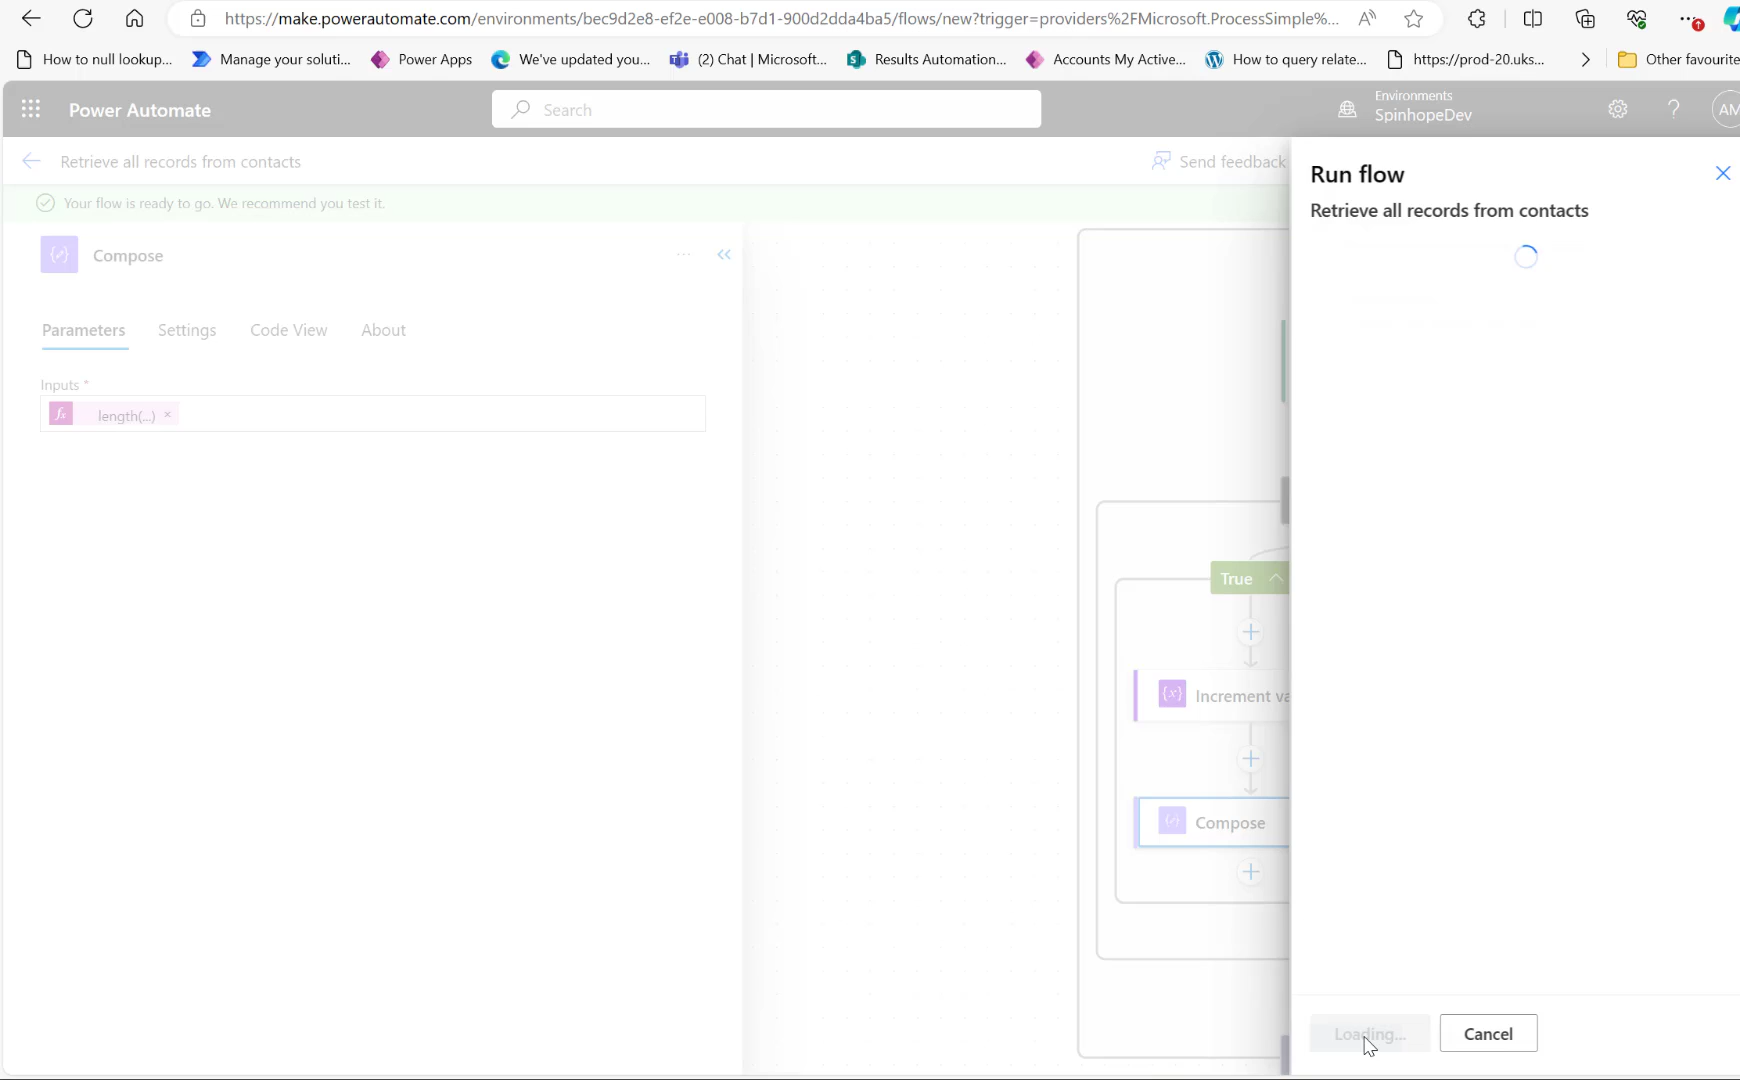 https://make.powerautomate.com/environments/bec9d2e8-ef2e-e008-b7d1-900d2dda4ba5/flows/new?trigger=providers%2FMicrosoft.ProcessSimple%...
How to null lookup... Manage your soluti... Power Apps We've updated you... (2) Chat | Microsoft... Results Automation... Accounts My Active... How to query relate... https://prod-20.uks... Other favourite
Power Automate
Search
Environments
SpinhopeDev
AM
Retrieve all records from contacts
Send feedback
Your flow is ready to go. We recommend you test it.
Compose
Parameters Settings Code View About
Inputs *
fx length(...) ×
True
{x} Increment va
Compose
Run flow
Retrieve all records from contacts
Loading... Cancel